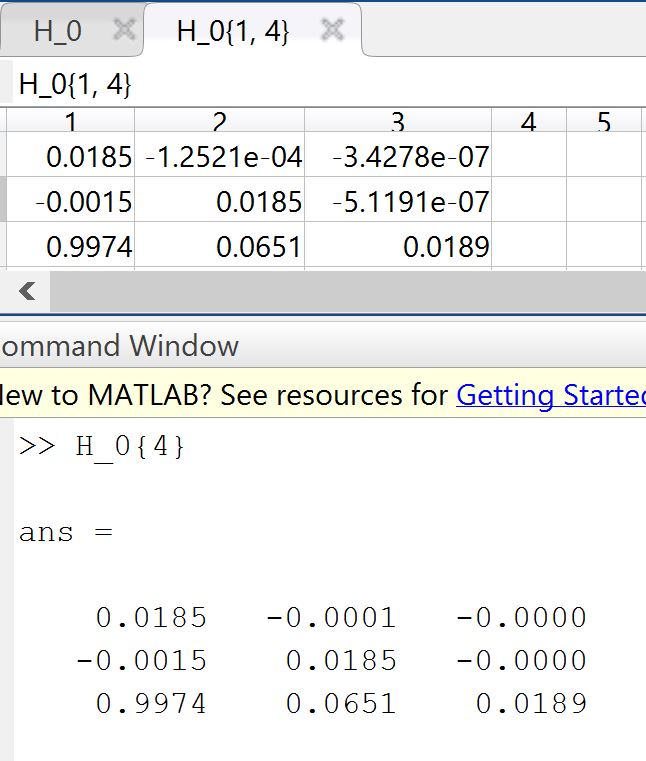 H_0 H_0{1, 4}
H_0{1, 4}
1 2 3 4 5
0.0185 -1.2521e-04 -3.4278e-07
-0.0015 0.0185 -5.1191e-07
0.9974 0.0651 0.0189
ommand Window
lew to MATLAB? See resources for Getting Started
>> H_0{4}
ans =
0.0185 -0.0001 -0.0000
-0.0015 0.0185 -0.0000
0.9974 0.0651 0.0189